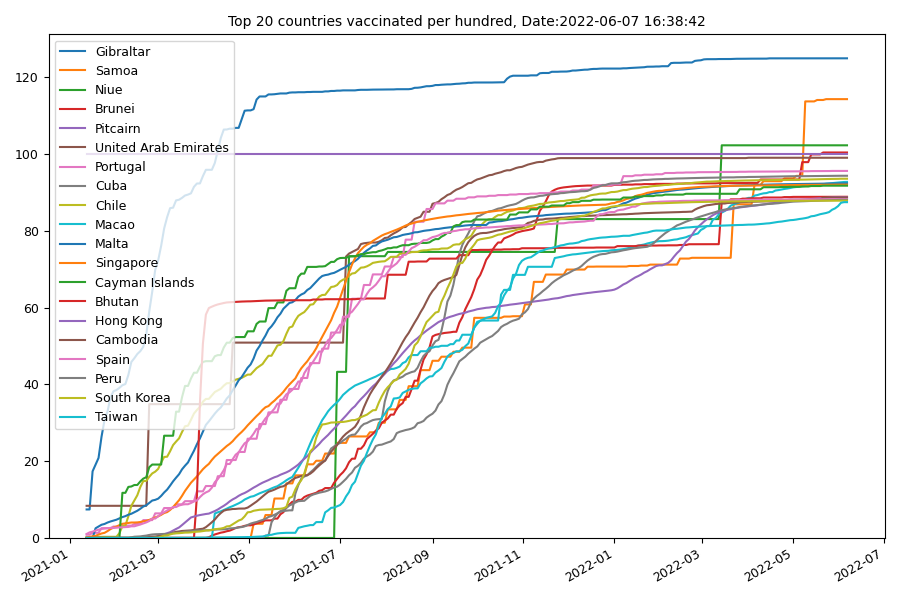 Top 20 countries vaccinated per hundred, Date:2022-06-07 16:38:42
120
100
80
60
40
20
0
Gibraltar
Samoa
Niue
Brunei
Pitcairn
United Arab Emirates
Portugal
Cuba
Chile
Macao
Malta
Singapore
Cayman Islands
Bhutan
Hong Kong
Cambodia
Spain
Peru
South Korea
Taiwan
2021-01
2021-03
2021-05
2021-07
2021-09
2021-11
2022-01
2022-03
2022-05
2022-07